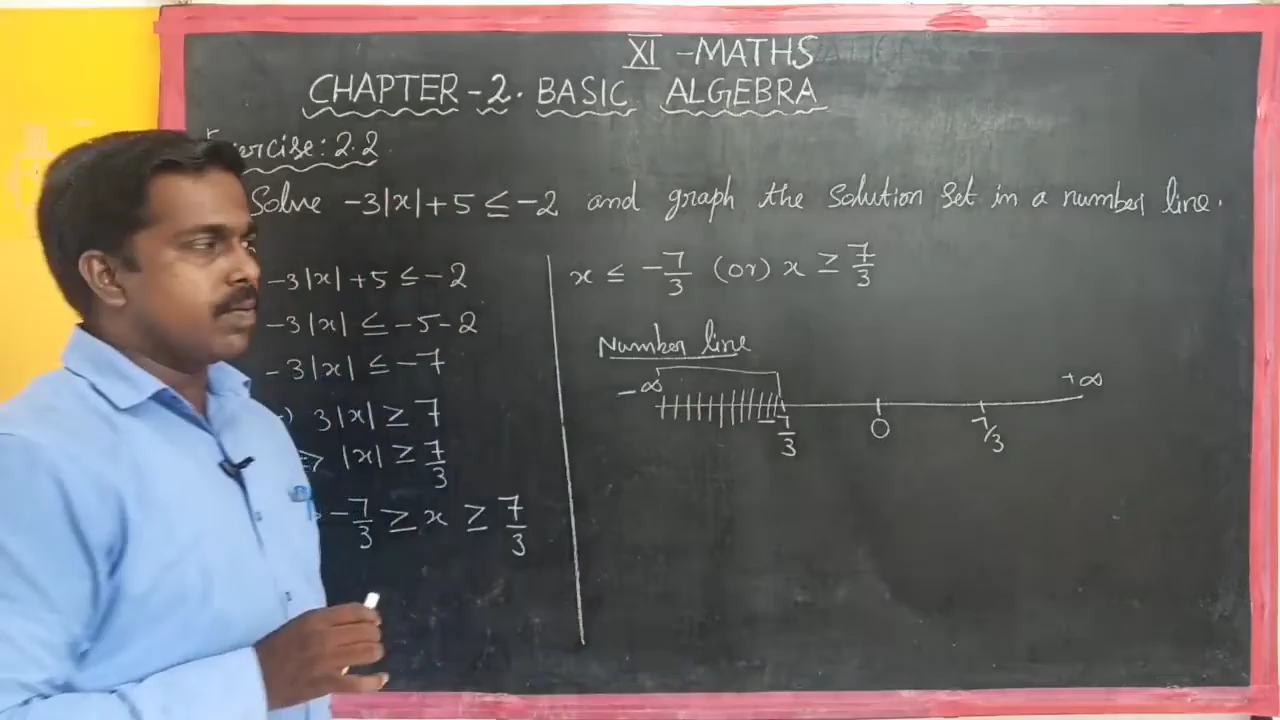 XI - MATHS
CHAPTER - 2. BASIC ALGEBRA
Exercise: 2.2
Solve -3|x| + 5 ≤ -2 and graph the solution set in a number line.
-3|x| + 5 ≤ -2
-3|x| ≤ -5 - 2
-3|x| ≤ -7
3|x| ≥ 7
⇒ |x| ≥ 7/3
-7/3 ≥ x ≥ 7/3
x ≤ -7/3 (or) x ≥ 7/3
Number line
-∞ +∞
-7/3 0 7/3